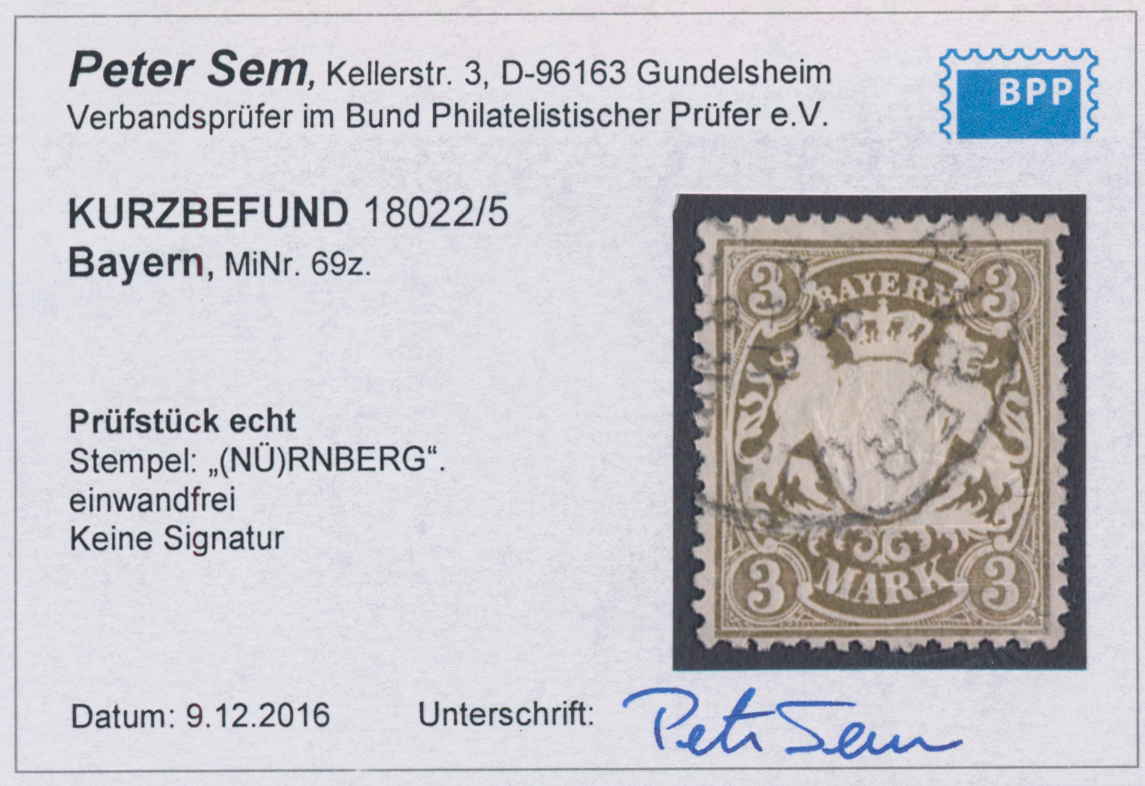 Peter Sem, Kellerstr. 3, D-96163 Gundelsheim
Verbandsprüfer im Bund Philatelistischer Prüfer e.V.
BPP
KURZBEFUND 18022/5
Bayern, MiNr. 69z.
3 BAYERN 3
3 MARK 3
Prüfstück echt
Stempel: „(NÜ)RNBERG“.
einwandfrei
Keine Signatur
Datum: 9.12.2016 Unterschrift: Peter Sem